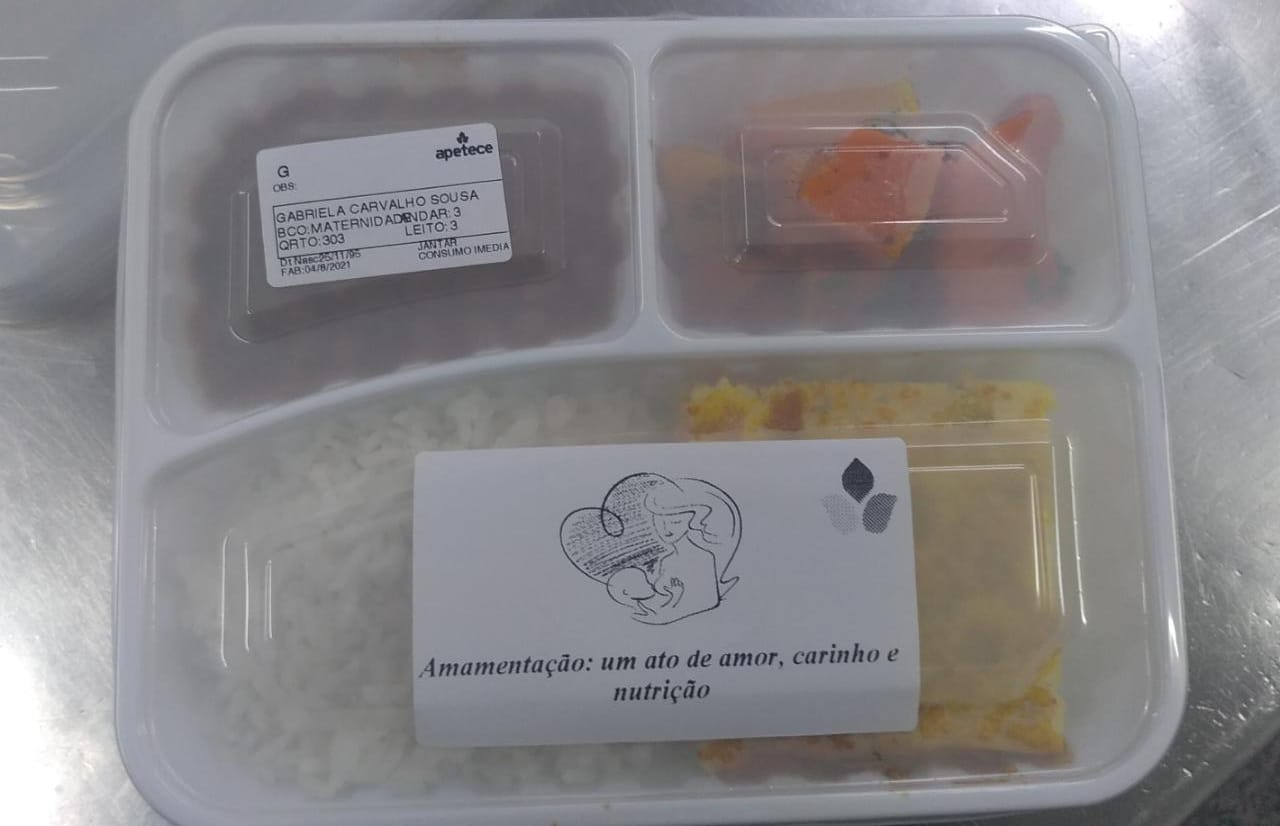 apetece
G
OBS:
GABRIELA CARVALHO SOUSA
BCO:MATERNIDADE ANDAR: 3
QRTO:303 LEITO: 3
Dt Nasc25/11/95 JANTAR
FAB:04/8/2021 CONSUMO IMEDIA
Amamentação: um ato de amor, carinho e
nutrição